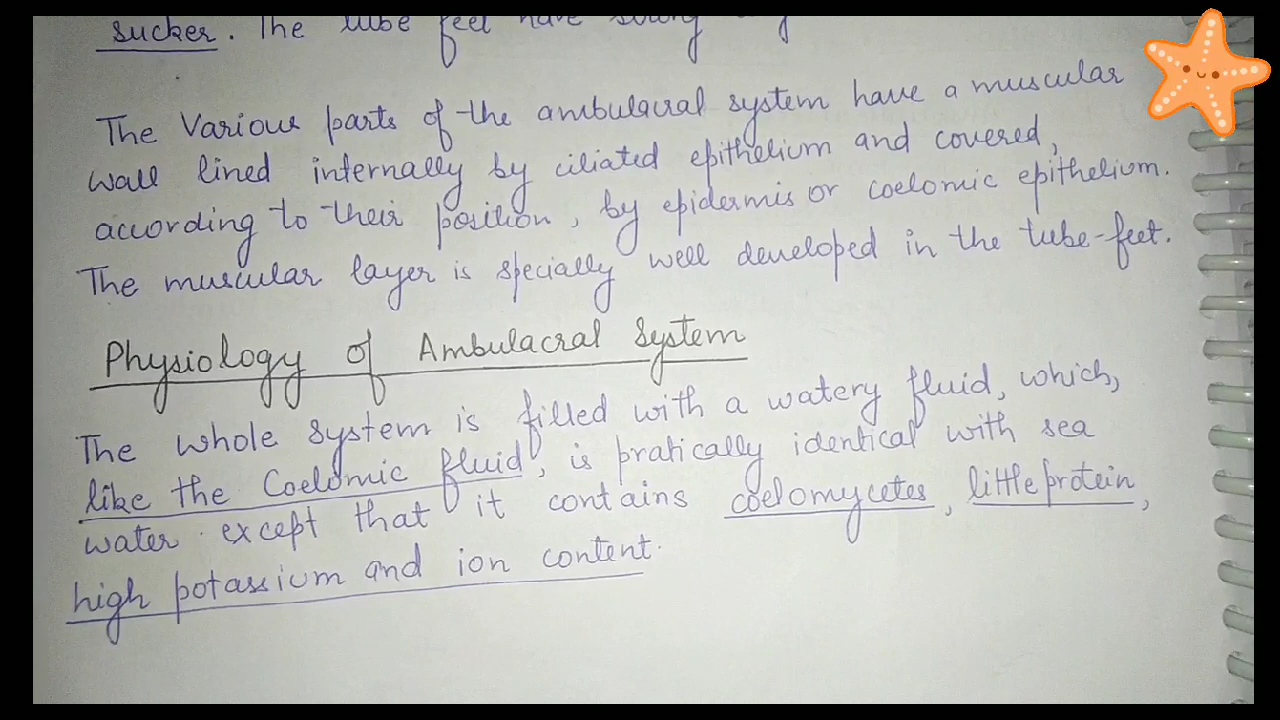 sucker. The tube feet have strong
The Various parts of the ambulacral system have a muscular
wall lined internally by ciliated epithelium and covered,
according to their position, by epidermis or coelomic epithelium.
The muscular layer is specially well developed in the tube-feet.
Physiology of Ambulacral System
The whole system is filled with a watery fluid, which,
like the Coelomic fluid, is pratically identical with sea
water except that it contains coelomycetes, little protein,
high potassium and ion content.